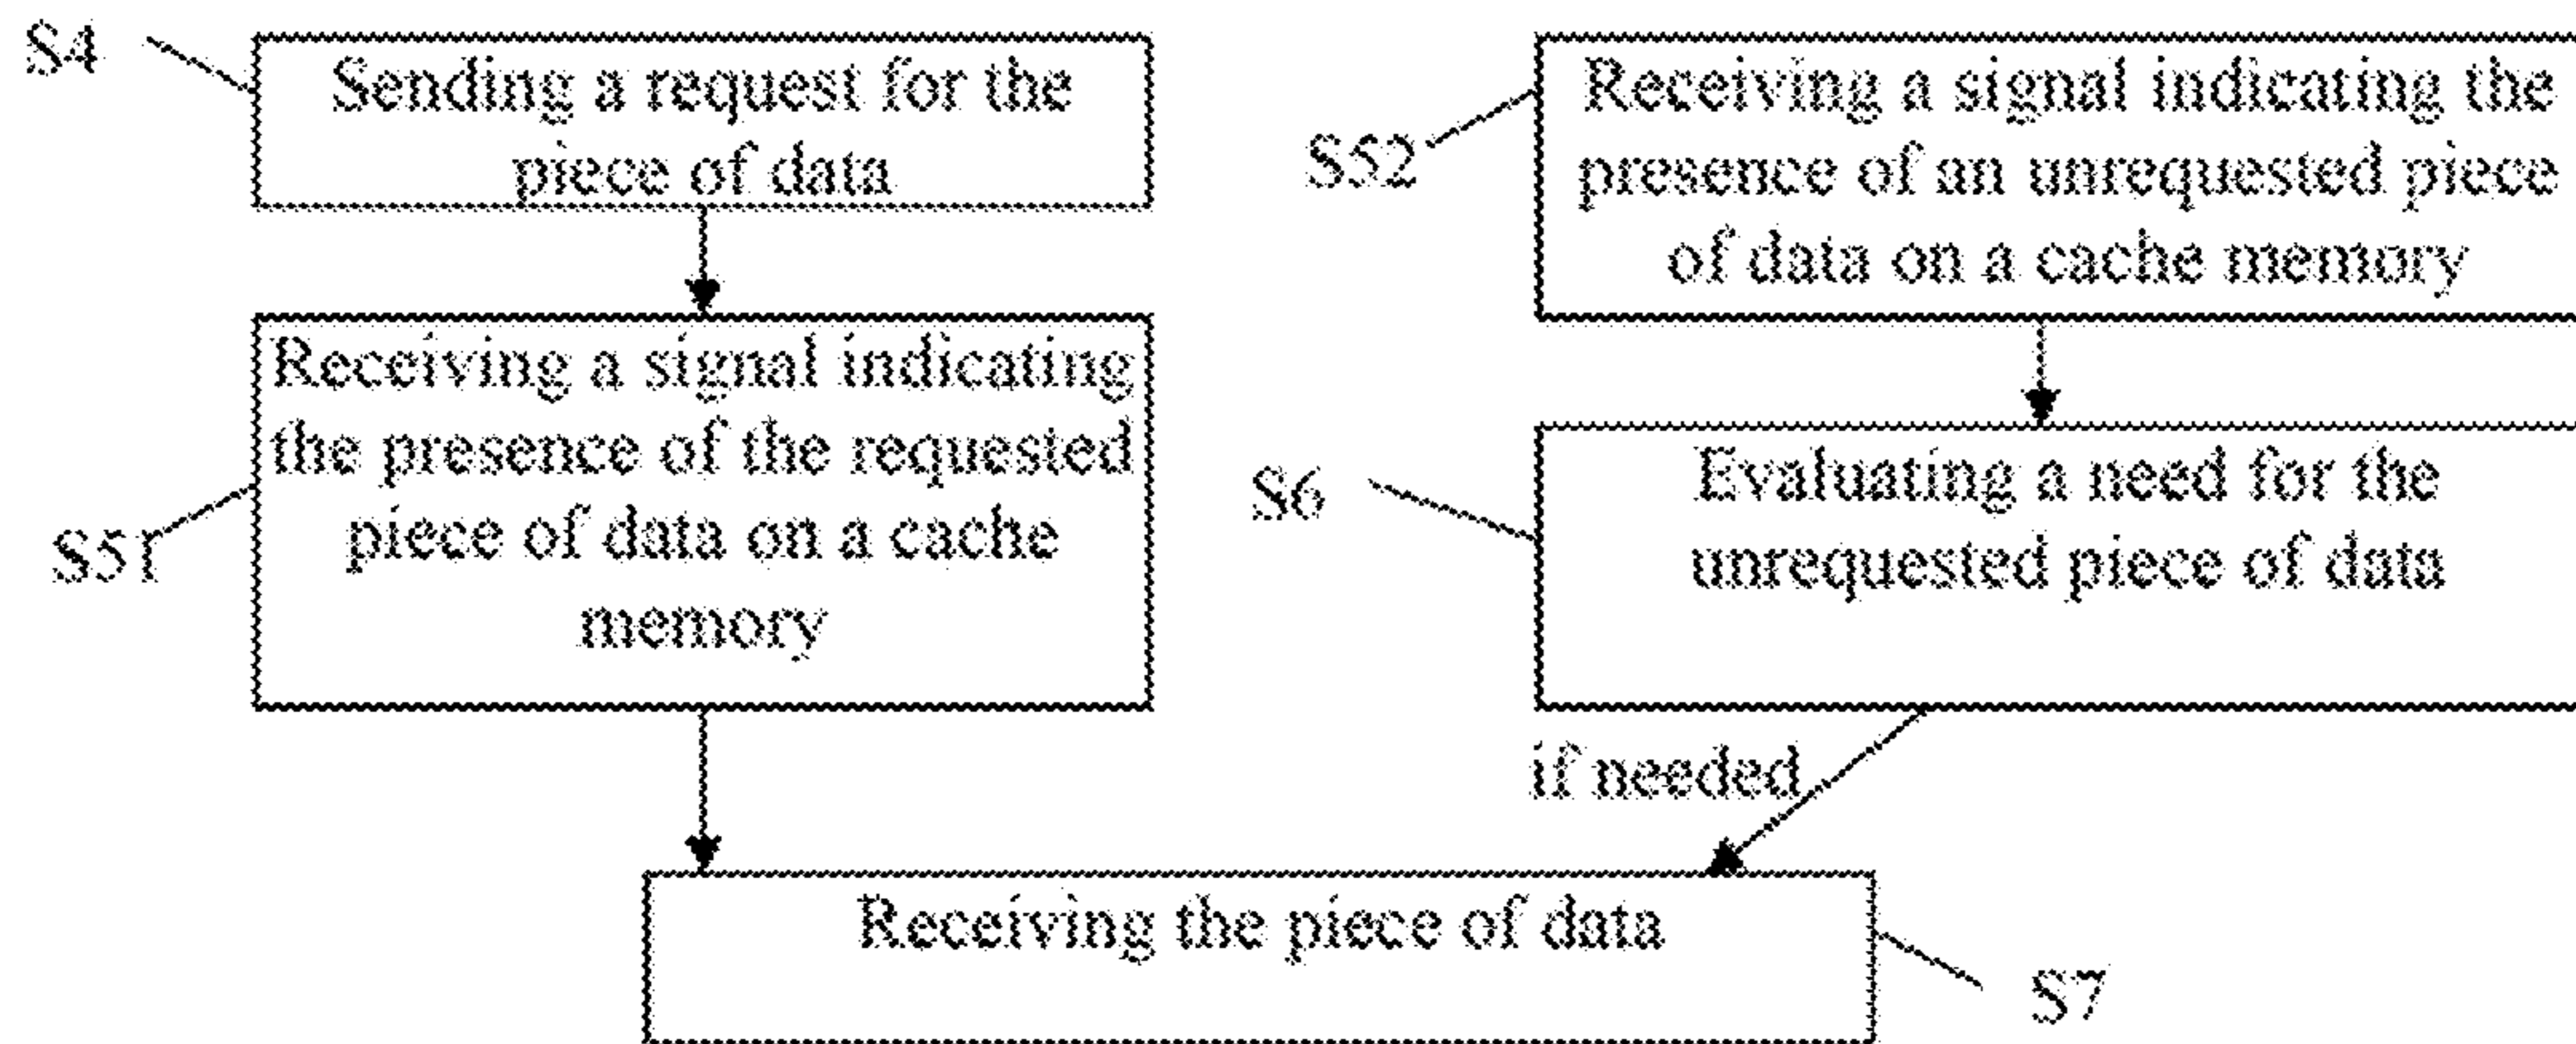 S4
Sending a request for the
piece of data
S51
Receiving a signal indicating
the presence of the requested
piece of data on a cache
memory
S52
Receiving a signal indicating the
presence of an unrequested piece
of data on a cache memory
S6
Evaluating a need for the
unrequested piece of data
if needed
Receiving the piece of data
S7